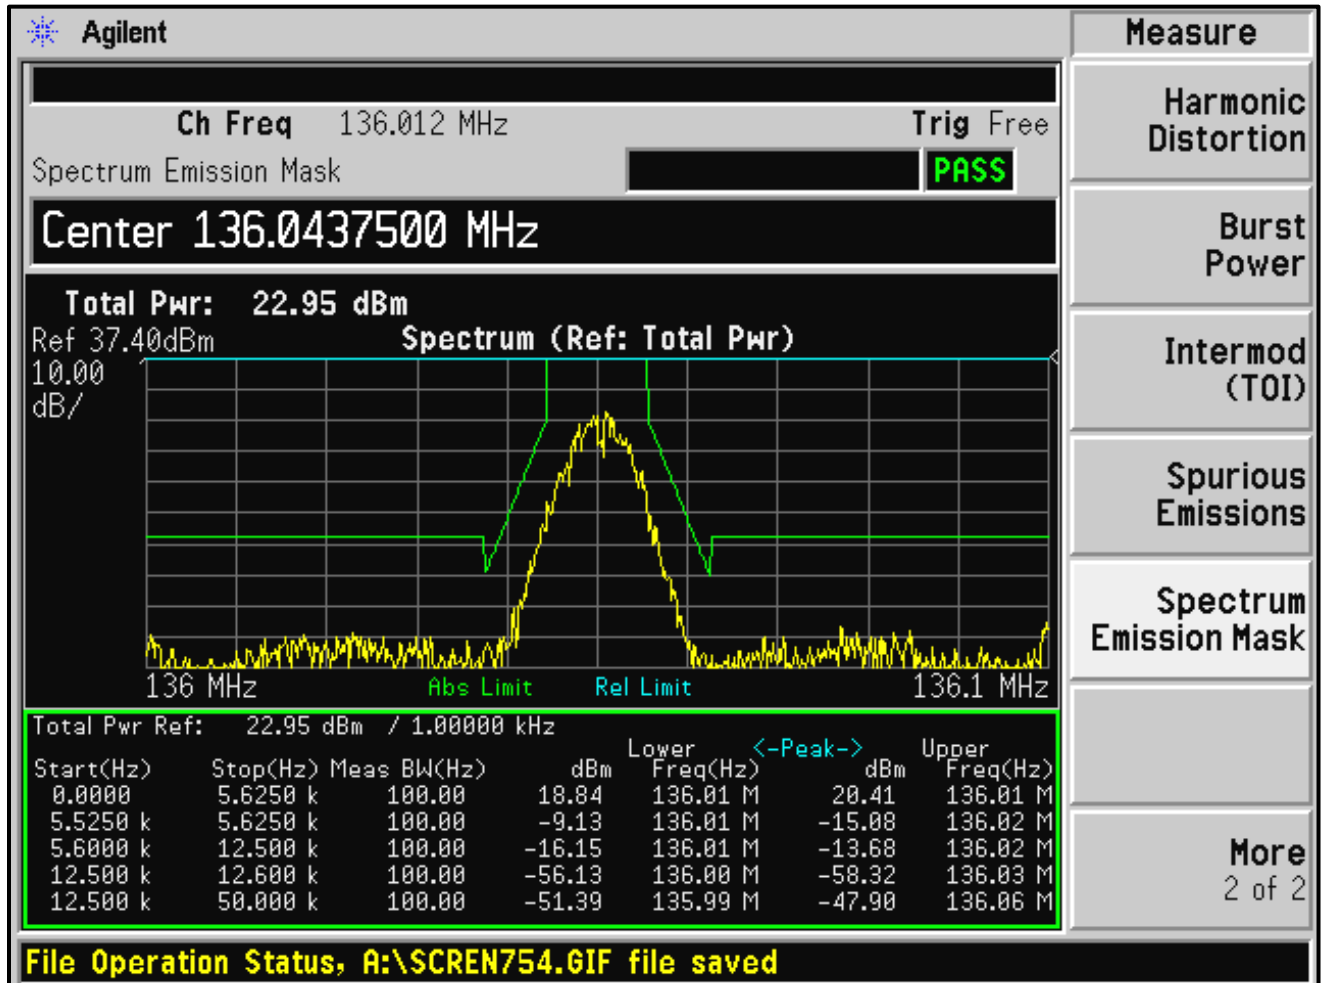 Agilent
Measure
Ch Freq 136.012 MHz Trig Free
Spectrum Emission Mask PASS
Center 136.0437500 MHz
Total Pwr: 22.95 dBm
Ref 37.40dBm Spectrum (Ref: Total Pwr)
10.00
dB/
136 MHz Abs Limit Rel Limit 136.1 MHz
Total Pwr Ref: 22.95 dBm / 1.00000 kHz
Lower <-Peak-> Upper
Start(Hz) Stop(Hz) Meas BW(Hz) dBm Freq(Hz) dBm Freq(Hz)
0.0000 5.6250 k 100.00 18.84 136.01 M 20.41 136.01 M
5.5250 k 5.6250 k 100.00 -9.13 136.01 M -15.08 136.02 M
5.6000 k 12.500 k 100.00 -16.15 136.01 M -13.68 136.02 M
12.500 k 12.600 k 100.00 -56.13 136.00 M -58.32 136.03 M
12.500 k 50.000 k 100.00 -51.39 135.99 M -47.90 136.06 M
Harmonic
Distortion
Burst
Power
Intermod
(TOI)
Spurious
Emissions
Spectrum
Emission Mask
More
2 of 2
File Operation Status, A:\SCREN754.GIF file saved